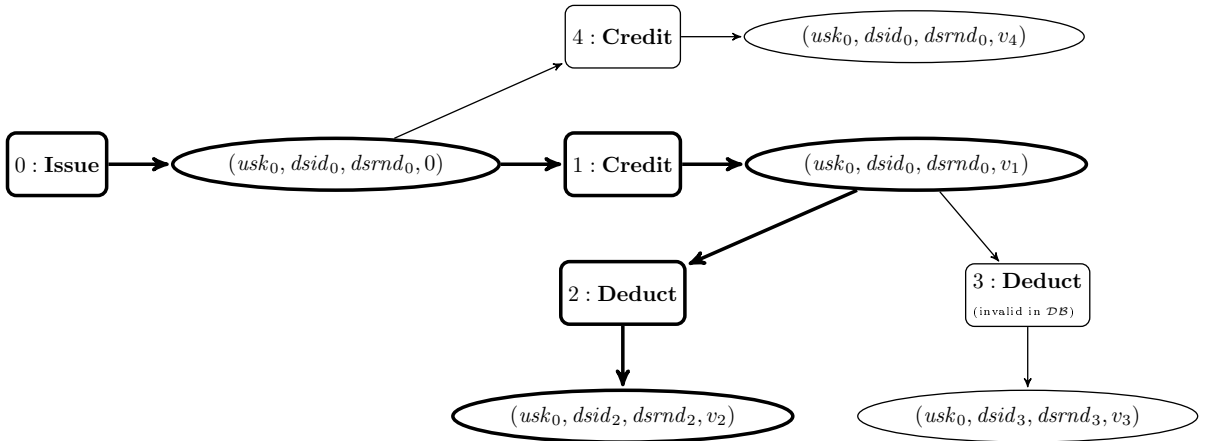 4 : Credit
(usk₀, dsid₀, dsrnd₀, v₄)
0 : Issue
(usk₀, dsid₀, dsrnd₀, 0)
1 : Credit
(usk₀, dsid₀, dsrnd₀, v₁)
2 : Deduct
3 : Deduct
(invalid in 𝒟ℬ)
(usk₀, dsid₂, dsrnd₂, v₂)
(usk₀, dsid₃, dsrnd₃, v₃)